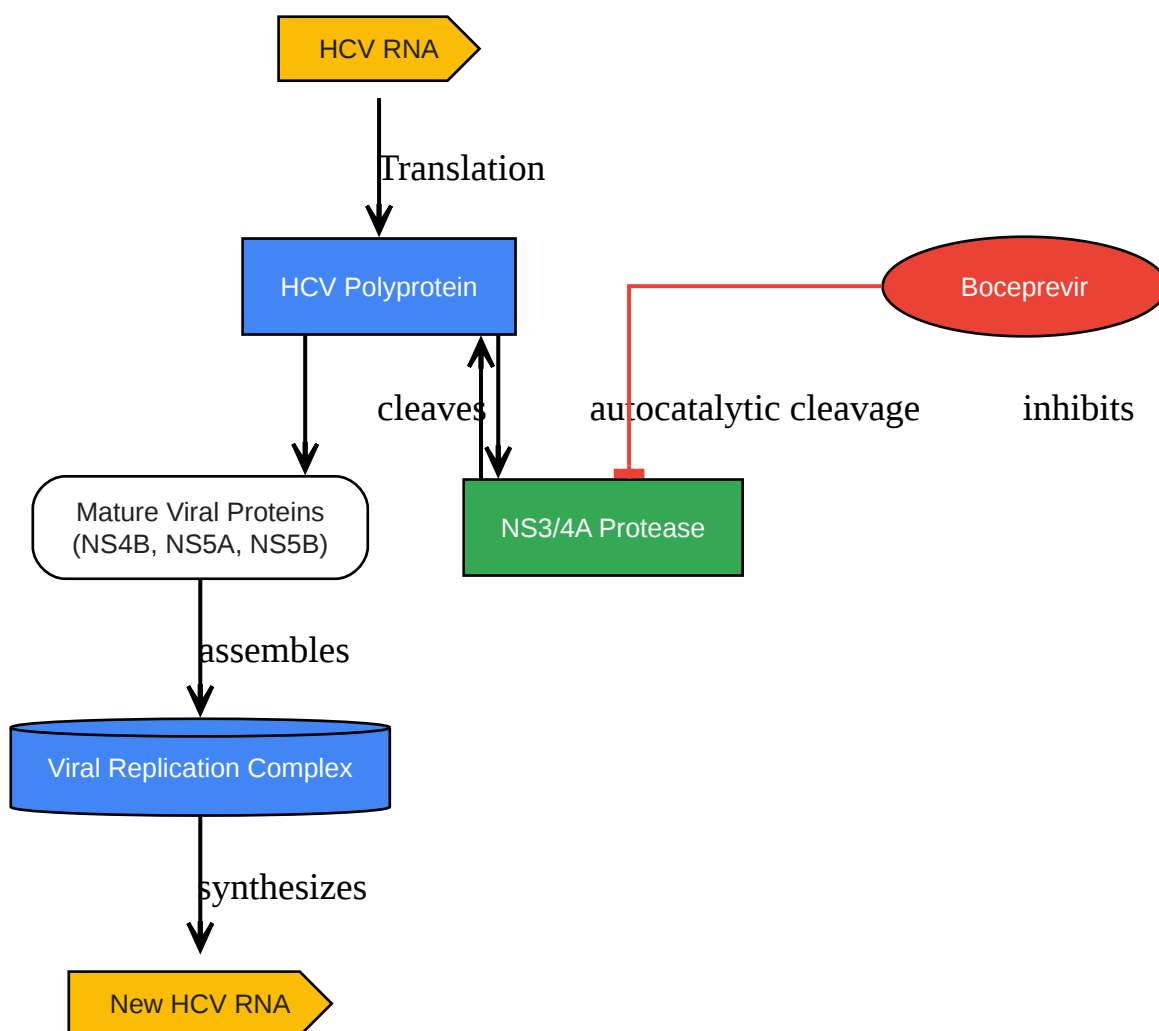 HCV RNA
Translation
HCV Polyprotein
Boceprevir
cleaves
autocatalytic cleavage
inhibits
Mature Viral Proteins
(NS4B, NS5A, NS5B)
NS3/4A Protease
assembles
Viral Replication Complex
synthesizes
New HCV RNA